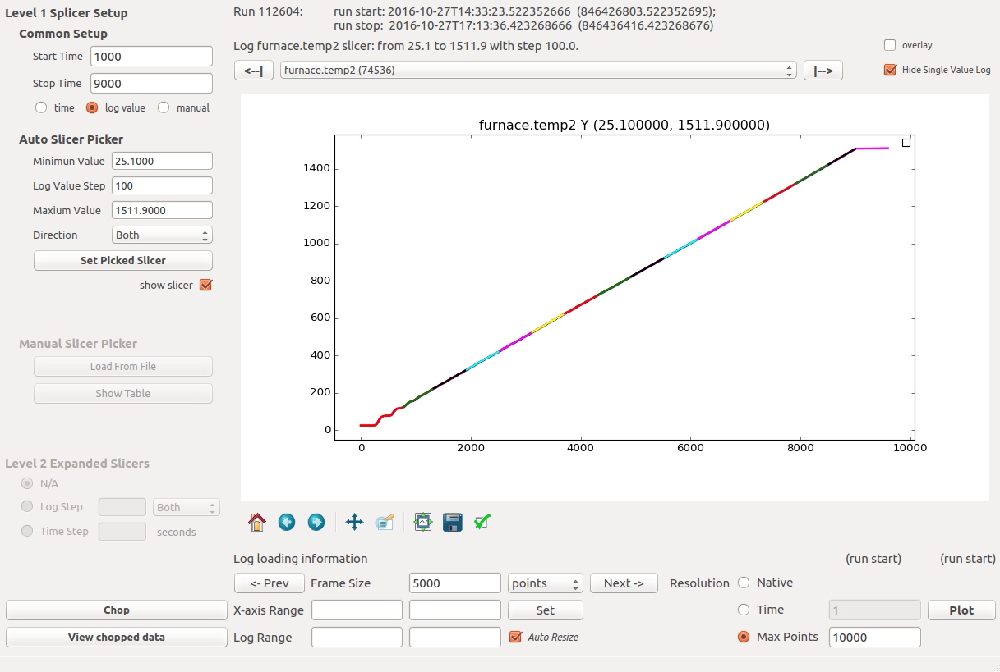 Level 1 Splicer Setup
Common Setup
Start Time 1000
Stop Time 9000
time log value manual
Auto Slicer Picker
Minimun Value 25.1000
Log Value Step 100
Maxium Value 1511.9000
Direction Both
Set Picked Slicer
show slicer
Manual Slicer Picker
Load From File
Show Table
Level 2 Expanded Slicers
N/A
Log Step Both
Time Step seconds
Chop
View chopped data
Run 112604: run start: 2016-10-27T14:33:23.522352666 (846426803.522352695);
run stop: 2016-10-27T17:13:36.423268666 (846436416.423268676)
Log furnace.temp2 slicer: from 25.1 to 1511.9 with step 100.0.
overlay
<--| furnace.temp2 (74536) |-->
Hide Single Value Log
furnace.temp2 Y (25.100000, 1511.900000)
1400
1200
1000
800
600
400
200
0
0 2000 4000 6000 8000 10000
Log loading information (run start) (run start)
<- Prev Frame Size 5000 points Next -> Resolution Native
X-axis Range Set Time 1 Plot
Log Range Auto Resize Max Points 10000